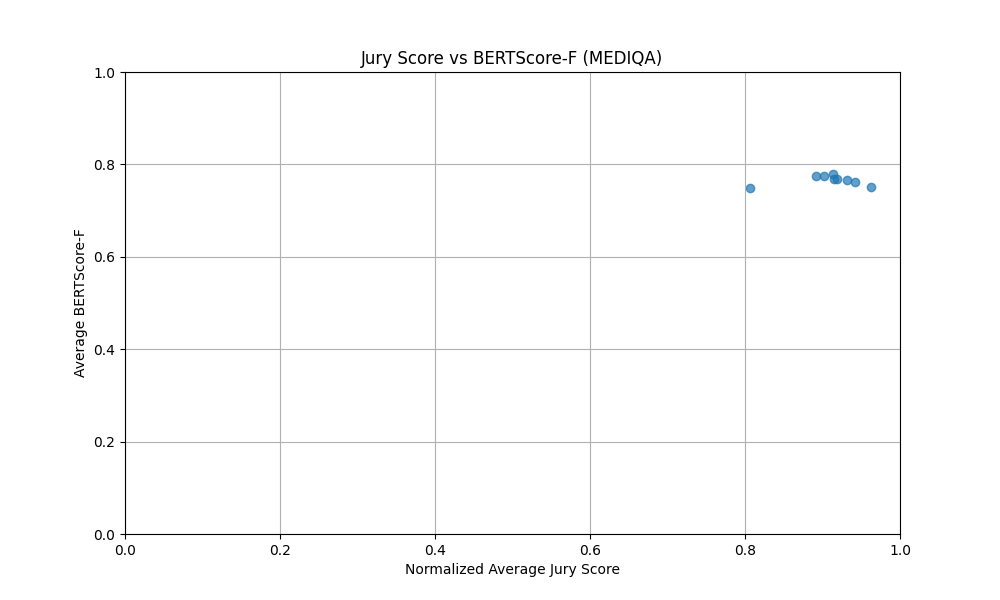 Jury Score vs BERTScore-F (MEDIQA)
1.0
0.8
0.6
0.4
0.2
0.0
Average BERTScore-F
0.0 0.2 0.4 0.6 0.8 1.0
Normalized Average Jury Score